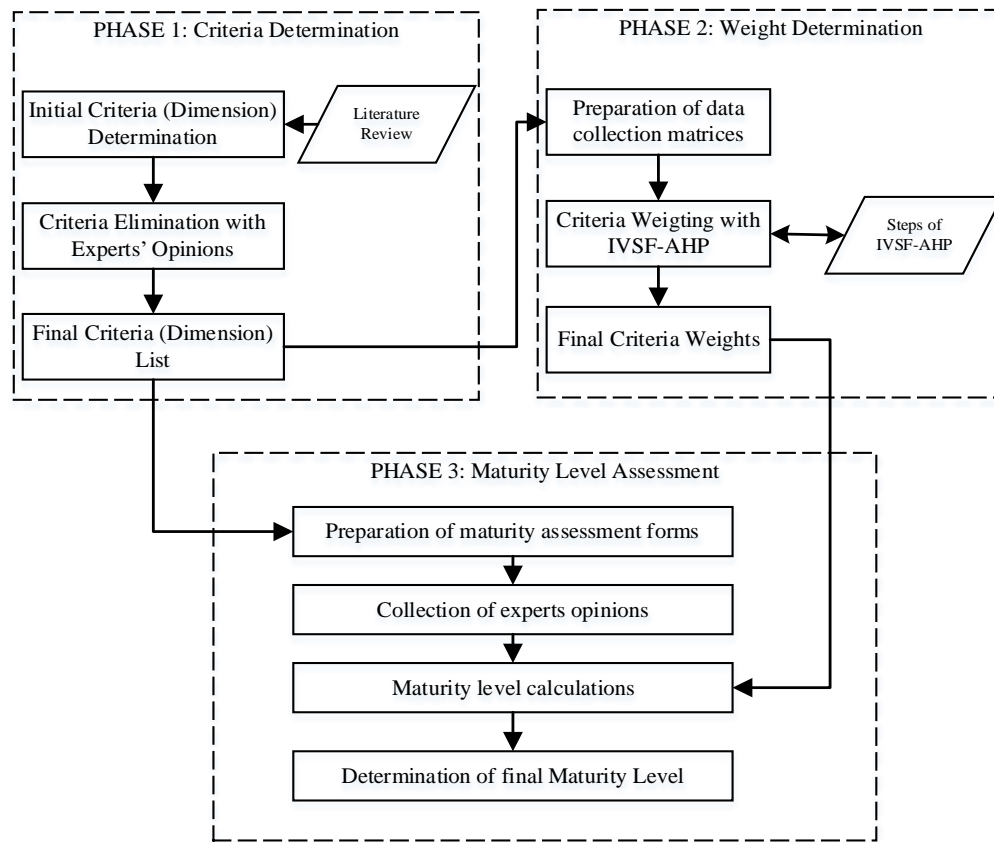 PHASE 1: Criteria Determination
Initial Criteria (Dimension)
Determination
Literature
Review
Criteria Elimination with
Experts' Opinions
Final Criteria (Dimension)
List
PHASE 2: Weight Determination
Preparation of data
collection matrices
Criteria Weigting with
IVSF-AHP
Steps of
IVSF-AHP
Final Criteria Weights
PHASE 3: Maturity Level Assessment
Preparation of maturity assessment forms
Collection of experts opinions
Maturity level calculations
Determination of final Maturity Level